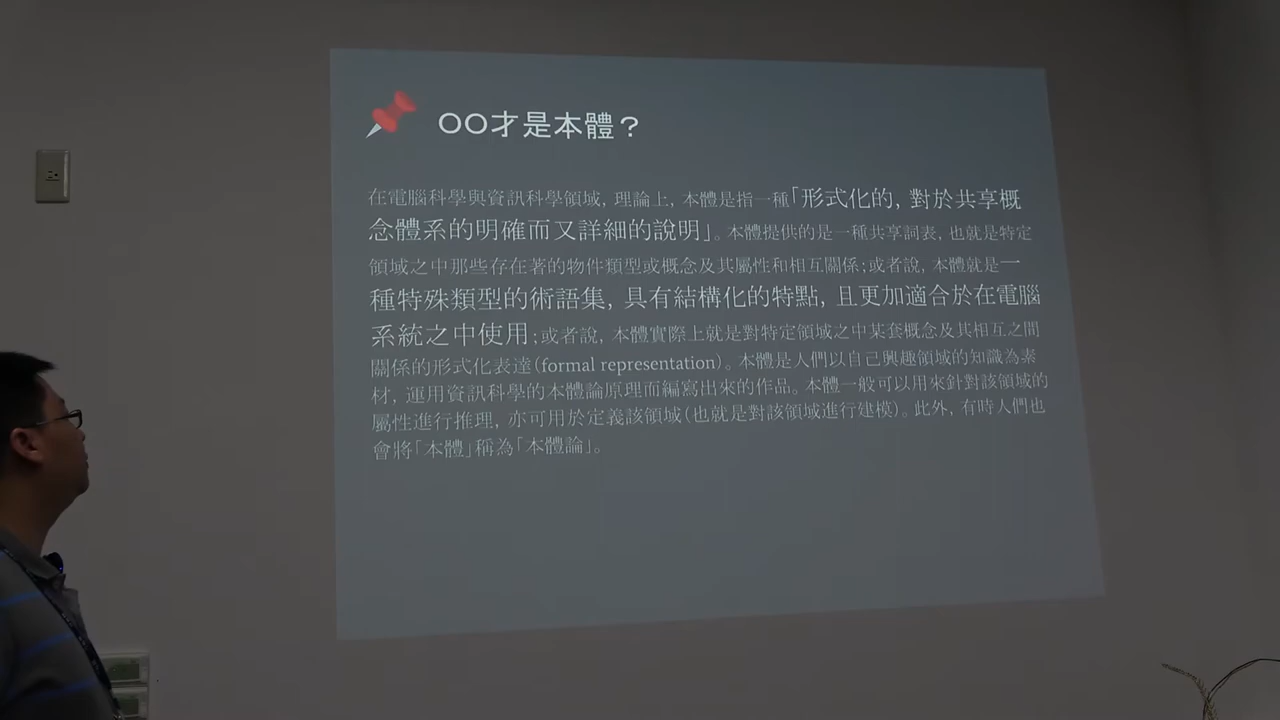 〇〇才是本體？
在電腦科學與資訊科學領域，理論上，本體是指一種「形式化的，對於共享概
念體系的明確而又詳細的說明」。本體提供的是一種共享詞表，也就是特定
領域之中那些存在著的物件類型或概念及其屬性和相互關係；或者說，本體就是一
種特殊類型的術語集，具有結構化的特點，且更加適合於在電腦
系統之中使用；或者說，本體實際上就是對特定領域之中某套概念及其相互之間
關係的形式化表達（formal representation）。本體是人們以自己興趣領域的知識為素
材，運用資訊科學的本體論原理而編寫出來的作品。本體一般可以用來針對該領域的
屬性進行推理，亦可用於定義該領域（也就是對該領域進行建模）。此外，有時人們也
會將「本體」稱為「本體論」。